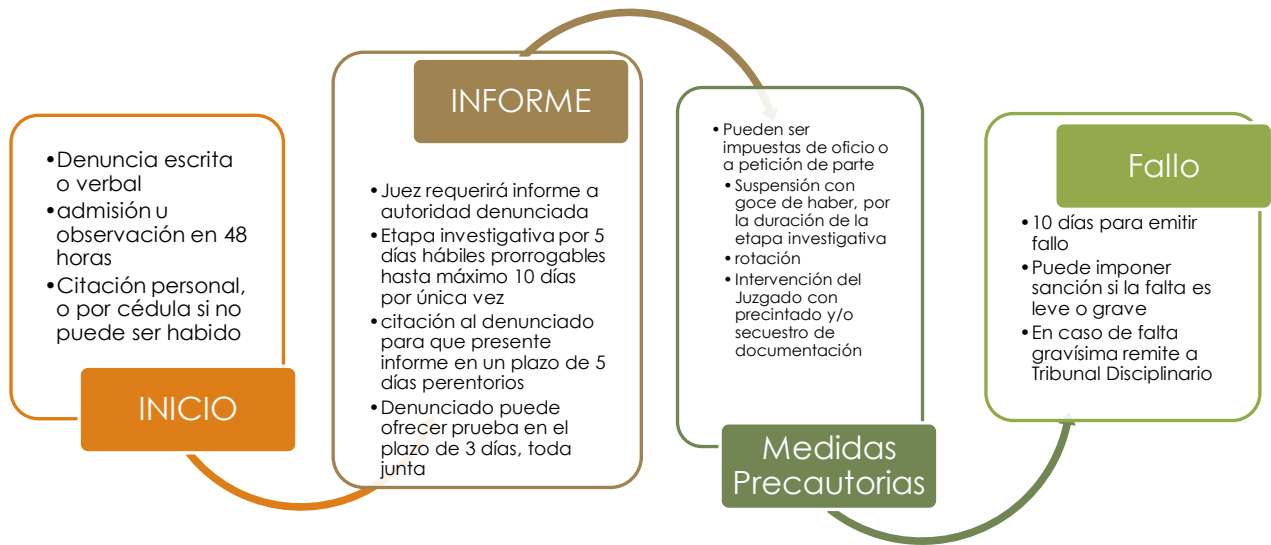 •Denuncia escrita
o verbal
•admisión u
observación en 48
horas
•Citación personal,
o por cédula si no
puede ser habido
INICIO
INFORME
•Juez requerirá informe a
autoridad denunciada
•Etapa investigativa por 5
días hábiles prorrogables
hasta máximo 10 días
por única vez
•citación al denunciado
para que presente
informe en un plazo de 5
días perentorios
•Denunciado puede
ofrecer prueba en el
plazo de 3 días, toda
junta
•Pueden ser
impuestas de oficio o
a petición de parte
•Suspensión con
goce de haber, por
la duración de la
etapa investigativa
•rotación
•Intervención del
Juzgado con
precintado y/o
secuestro de
documentación
Medidas
Precautorias
Fallo
•10 días para emitir
fallo
•Puede imponer
sanción si la falta es
leve o grave
•En caso de falta
gravísima remite a
Tribunal Disciplinario